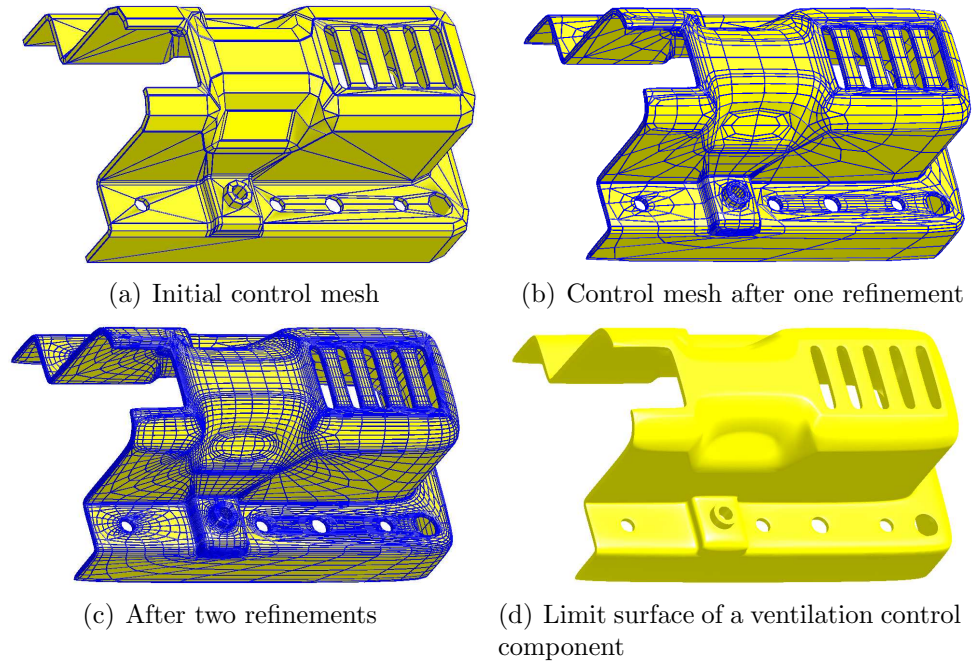 (a) Initial control mesh
(b) Control mesh after one refinement
(c) After two refinements
(d) Limit surface of a ventilation control
component